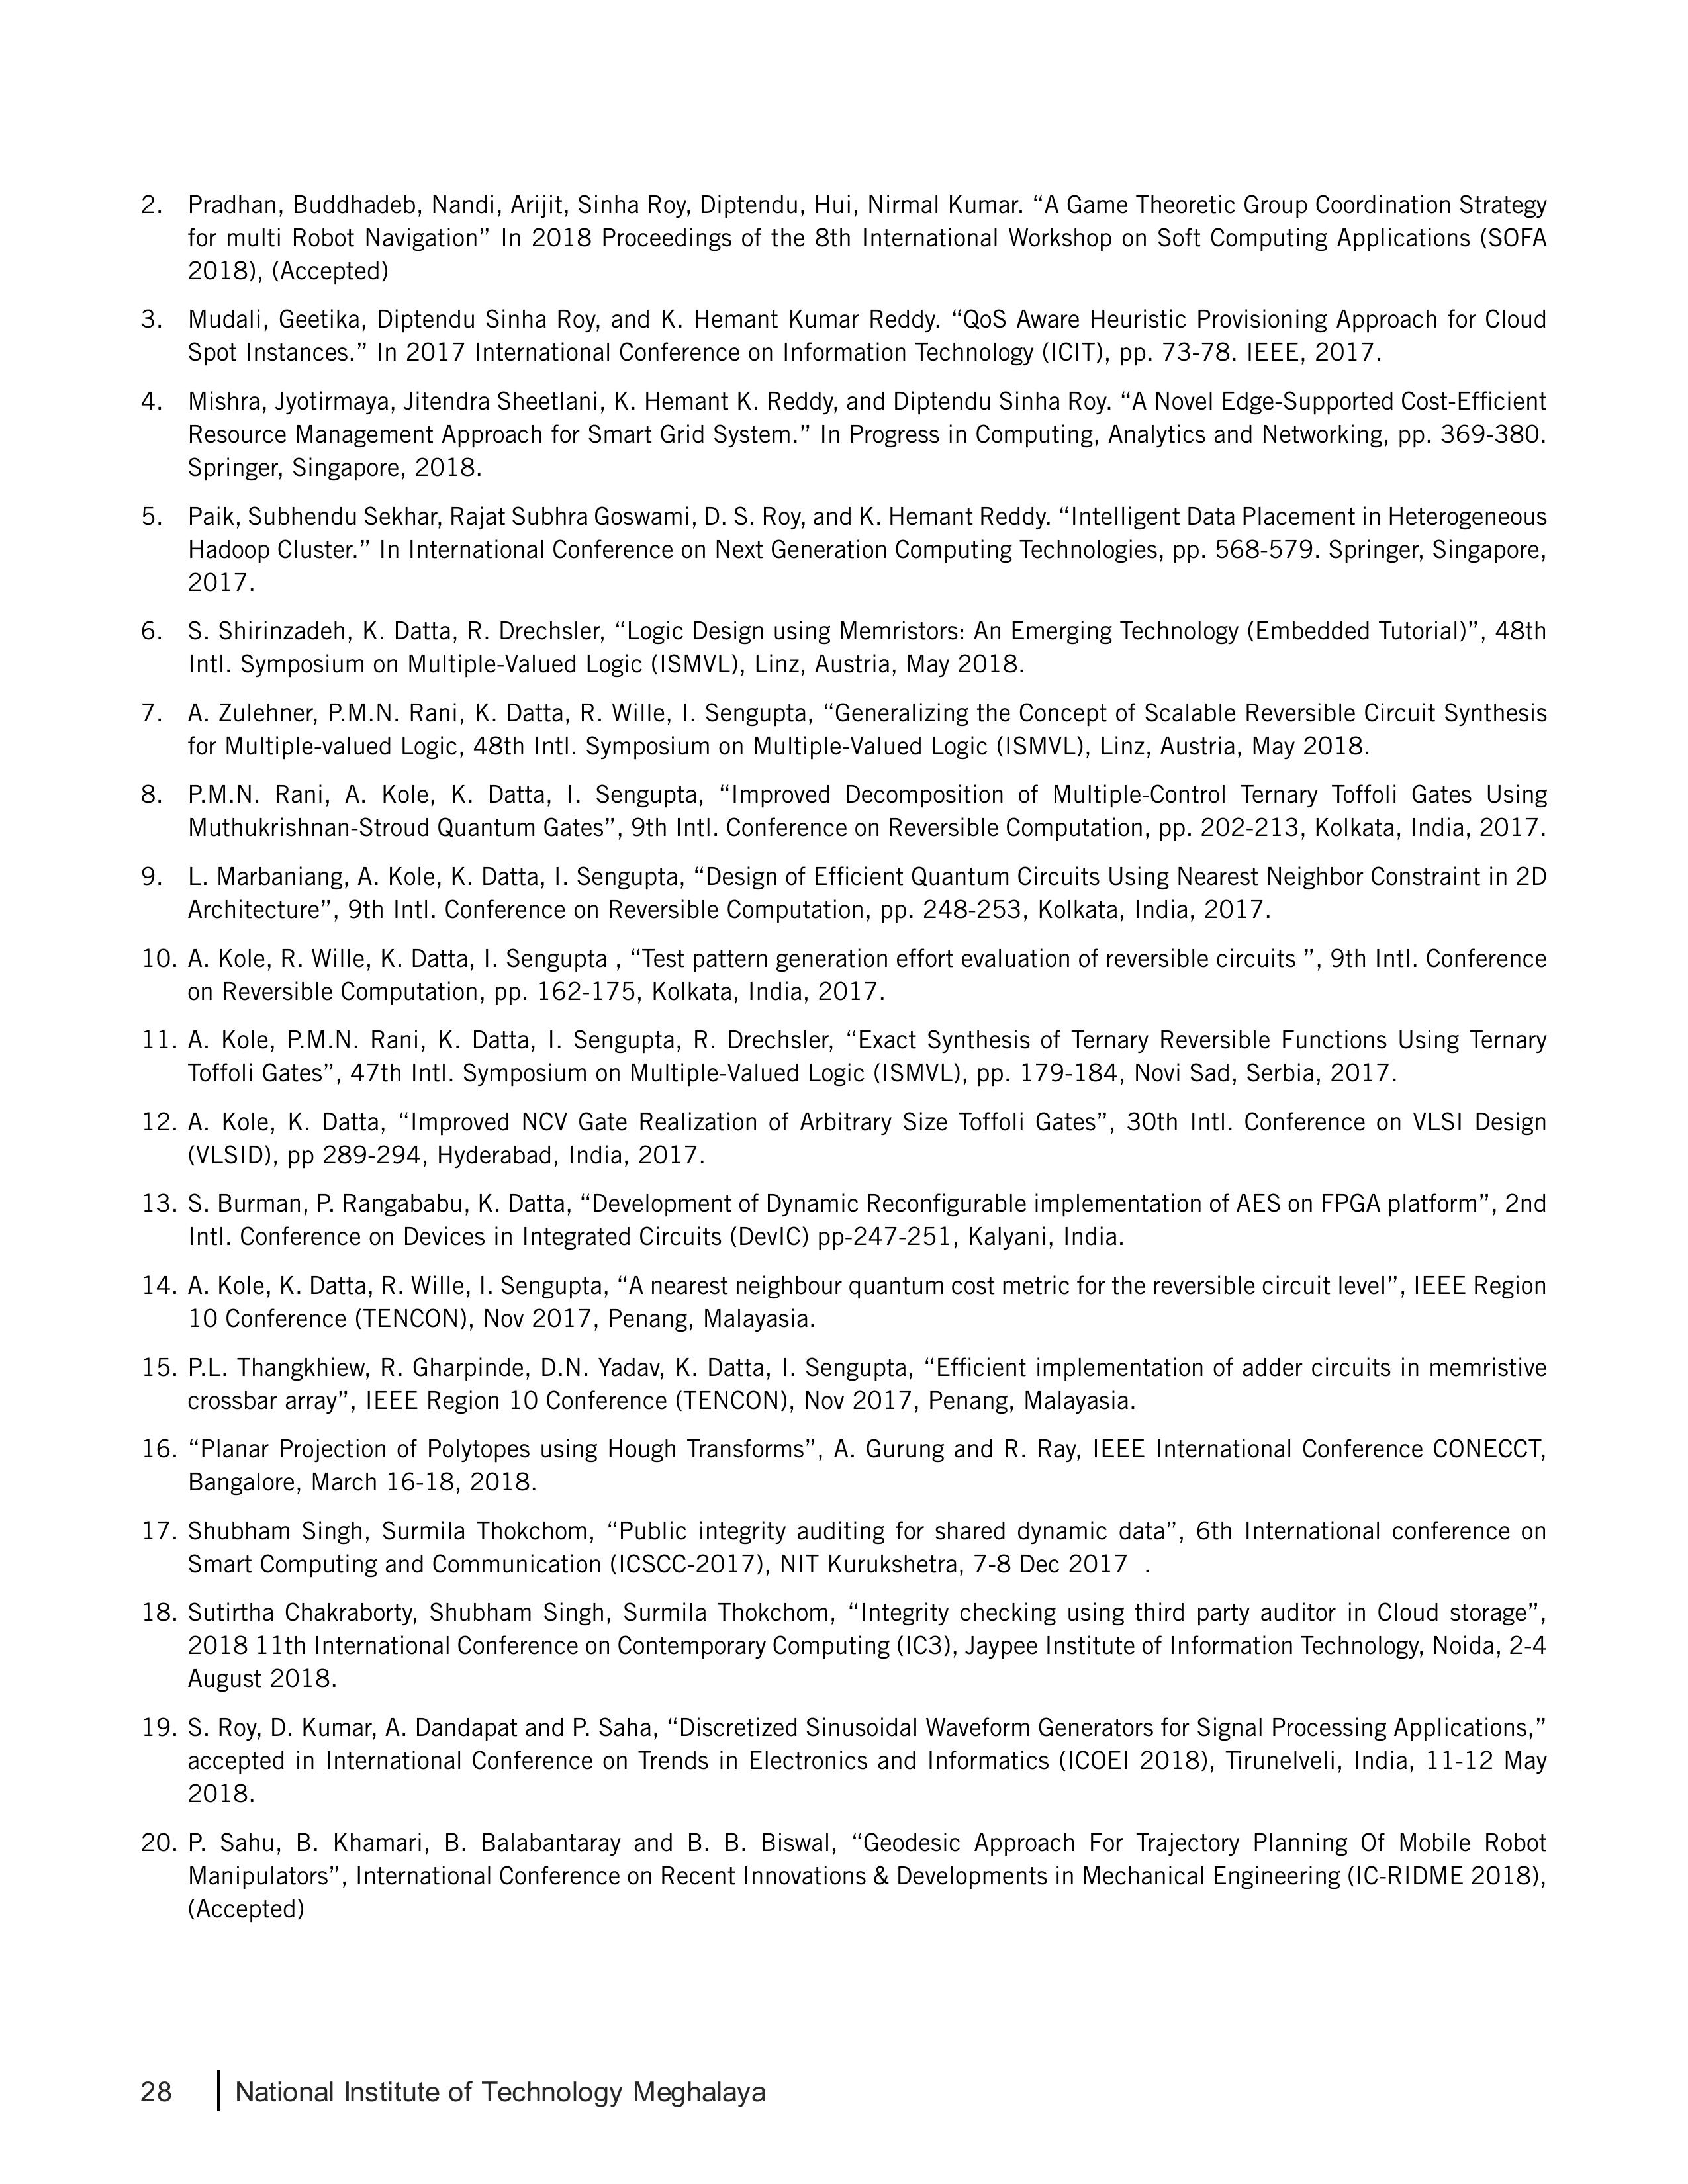 2. Pradhan, Buddhadeb, Nandi, Arijit, Sinha Roy, Diptendu, Hui, Nirmal Kumar. “A Game Theoretic Group Coordination Strategy
for multi Robot Navigation” In 2018 Proceedings of the 8th International Workshop on Soft Computing Applications (SOFA
2018), (Accepted)
3. Mudali, Geetika, Diptendu Sinha Roy, and K. Hemant Kumar Reddy. “QoS Aware Heuristic Provisioning Approach for Cloud
Spot Instances.” In 2017 International Conference on Information Technology (ICIT), pp. 73-78. IEEE, 2017.
4. Mishra, Jyotirmaya, Jitendra Sheetlani, K. Hemant K. Reddy, and Diptendu Sinha Roy. “A Novel Edge-Supported Cost-Efficient
Resource Management Approach for Smart Grid System.” In Progress in Computing, Analytics and Networking, pp. 369-380.
Springer, Singapore, 2018.
5. Paik, Subhendu Sekhar, Rajat Subhra Goswami, D. S. Roy, and K. Hemant Reddy. “Intelligent Data Placement in Heterogeneous
Hadoop Cluster.” In International Conference on Next Generation Computing Technologies, pp. 568-579. Springer, Singapore,
2017.
6. S. Shirinzadeh, K. Datta, R. Drechsler, “Logic Design using Memristors: An Emerging Technology (Embedded Tutorial)”, 48th
Intl. Symposium on Multiple-Valued Logic (ISMVL), Linz, Austria, May 2018.
7. A. Zulehner, P.M.N. Rani, K. Datta, R. Wille, I. Sengupta, “Generalizing the Concept of Scalable Reversible Circuit Synthesis
for Multiple-valued Logic, 48th Intl. Symposium on Multiple-Valued Logic (ISMVL), Linz, Austria, May 2018.
8. P.M.N. Rani, A. Kole, K. Datta, I. Sengupta, “Improved Decomposition of Multiple-Control Ternary Toffoli Gates Using
Muthukrishnan-Stroud Quantum Gates”, 9th Intl. Conference on Reversible Computation, pp. 202-213, Kolkata, India, 2017.
9. L. Marbaniang, A. Kole, K. Datta, I. Sengupta, “Design of Efficient Quantum Circuits Using Nearest Neighbor Constraint in 2D
Architecture”, 9th Intl. Conference on Reversible Computation, pp. 248-253, Kolkata, India, 2017.
10. A. Kole, R. Wille, K. Datta, I. Sengupta , “Test pattern generation effort evaluation of reversible circuits ”, 9th Intl. Conference
on Reversible Computation, pp. 162-175, Kolkata, India, 2017.
11. A. Kole, P.M.N. Rani, K. Datta, I. Sengupta, R. Drechsler, “Exact Synthesis of Ternary Reversible Functions Using Ternary
Toffoli Gates”, 47th Intl. Symposium on Multiple-Valued Logic (ISMVL), pp. 179-184, Novi Sad, Serbia, 2017.
12. A. Kole, K. Datta, “Improved NCV Gate Realization of Arbitrary Size Toffoli Gates”, 30th Intl. Conference on VLSI Design
(VLSID), pp 289-294, Hyderabad, India, 2017.
13. S. Burman, P. Rangababu, K. Datta, “Development of Dynamic Reconfigurable implementation of AES on FPGA platform”, 2nd
Intl. Conference on Devices in Integrated Circuits (DevIC) pp-247-251, Kalyani, India.
14. A. Kole, K. Datta, R. Wille, I. Sengupta, “A nearest neighbour quantum cost metric for the reversible circuit level”, IEEE Region
10 Conference (TENCON), Nov 2017, Penang, Malayasia.
15. P.L. Thangkhiew, R. Gharpinde, D.N. Yadav, K. Datta, I. Sengupta, “Efficient implementation of adder circuits in memristive
crossbar array”, IEEE Region 10 Conference (TENCON), Nov 2017, Penang, Malayasia.
16. “Planar Projection of Polytopes using Hough Transforms”, A. Gurung and R. Ray, IEEE International Conference CONECCT,
Bangalore, March 16-18, 2018.
17. Shubham Singh, Surmila Thokchom, “Public integrity auditing for shared dynamic data”, 6th International conference on
Smart Computing and Communication (ICSCC-2017), NIT Kurukshetra, 7-8 Dec 2017 .
18. Sutirtha Chakraborty, Shubham Singh, Surmila Thokchom, “Integrity checking using third party auditor in Cloud storage”,
2018 11th International Conference on Contemporary Computing (IC3), Jaypee Institute of Information Technology, Noida, 2-4
August 2018.
19. S. Roy, D. Kumar, A. Dandapat and P. Saha, “Discretized Sinusoidal Waveform Generators for Signal Processing Applications,”
accepted in International Conference on Trends in Electronics and Informatics (ICOEI 2018), Tirunelveli, India, 11-12 May
2018.
20. P. Sahu, B. Khamari, B. Balabantaray and B. B. Biswal, “Geodesic Approach For Trajectory Planning Of Mobile Robot
Manipulators”, International Conference on Recent Innovations & Developments in Mechanical Engineering (IC-RIDME 2018),
(Accepted)
28 National Institute of Technology Meghalaya